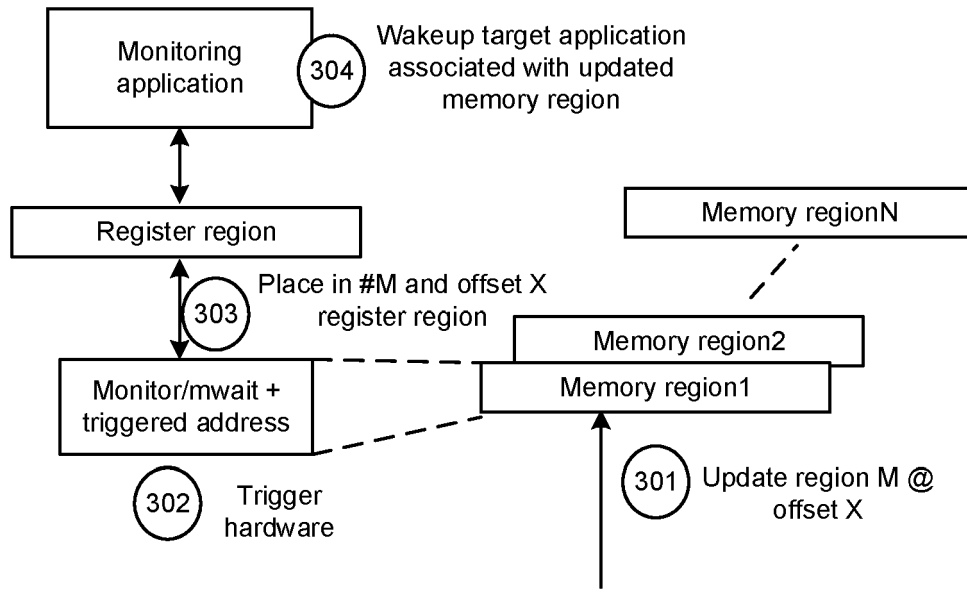 Monitoring
application
304
Wakeup target application
associated with updated
memory region
Register region
Memory regionN
303
Place in #M and offset X
register region
Memory region2
Memory region1
Monitor/mwait +
triggered address
302
Trigger
hardware
301
Update region M @
offset X